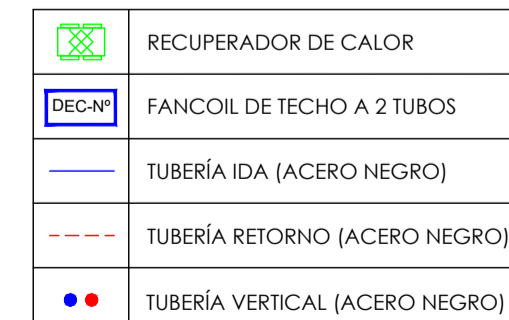 RECUPERADOR DE CALOR
DEC-Nº FANCOIL DE TECHO A 2 TUBOS
TUBERÍA IDA (ACERO NEGRO)
TUBERÍA RETORNO (ACERO NEGRO)
TUBERÍA VERTICAL (ACERO NEGRO)